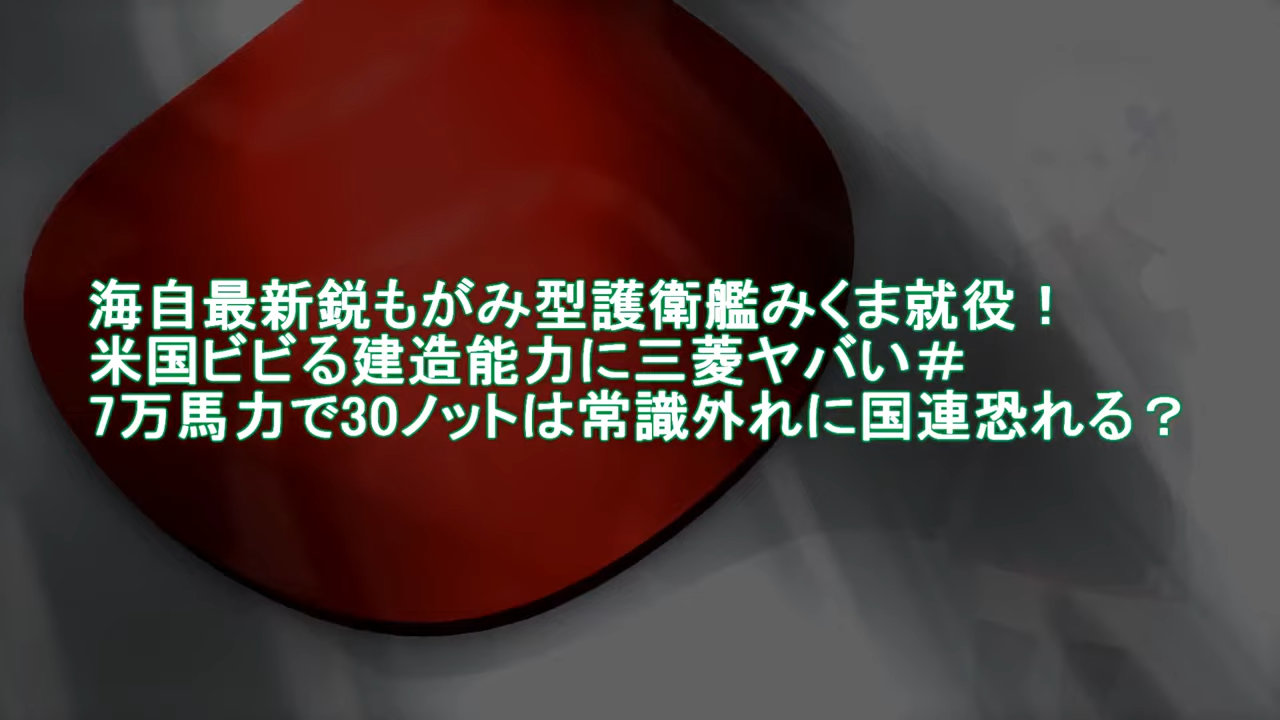 海自最新鋭もがみ型護衛艦みくま就役！
米国ビビる建造能力に三菱ヤバい＃
7万馬力で30ノットは常識外れに国連恐れる？